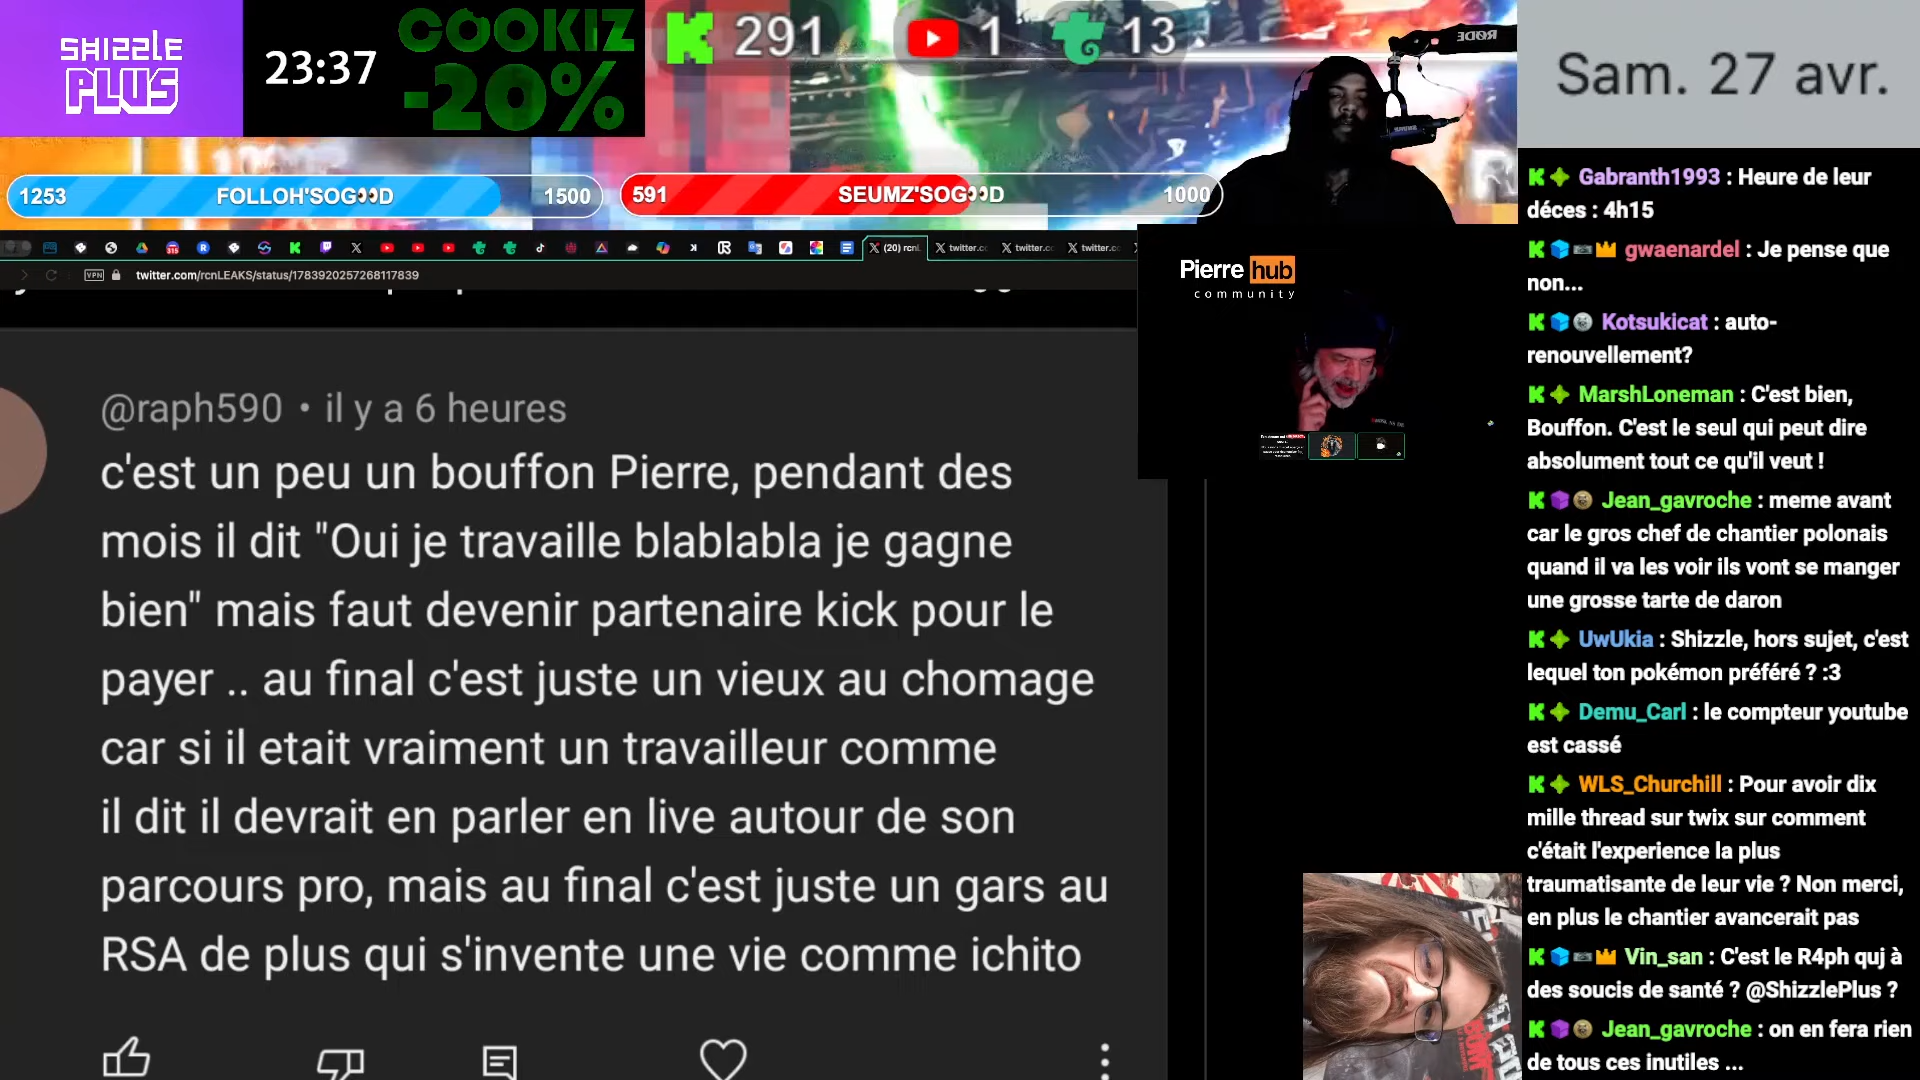 SHIZZLE
PLUS
23:37
COOKIZ
-20%
291
1
13
RØDE
Sam. 27 avr.
1253 FOLLOH'SOG👀D 1500
591 SEUMZ'SOG👀D 1000
315
(20) rcnL
twitter.cc
twitter.cc
twitter.cc
VPN
twitter.com/rcnLEAKS/status/1783920257268117839
Pierre hub
community
@raph590 • il y a 6 heures
c'est un peu un bouffon Pierre, pendant des
mois il dit "Oui je travaille blablabla je gagne
bien" mais faut devenir partenaire kick pour le
payer .. au final c'est juste un vieux au chomage
car si il etait vraiment un travailleur comme
il dit il devrait en parler en live autour de son
parcours pro, mais au final c'est juste un gars au
RSA de plus qui s'invente une vie comme ichito
Gabranth1993 : Heure de leur
déces : 4h15
gwaenardel : Je pense que
non...
Kotsukicat : auto-
renouvellement?
MarshLoneman : C'est bien,
Bouffon. C'est le seul qui peut dire
absolument tout ce qu'il veut !
Jean_gavroche : meme avant
car le gros chef de chantier polonais
quand il va les voir ils vont se manger
une grosse tarte de daron
UwUkia : Shizzle, hors sujet, c'est
lequel ton pokémon préféré ? :3
Demu_Carl : le compteur youtube
est cassé
WLS_Churchill : Pour avoir dix
mille thread sur twix sur comment
c'était l'experience la plus
traumatisante de leur vie ? Non merci,
en plus le chantier avancerait pas
Vin_san : C'est le R4ph quj à
des soucis de santé ? @ShizzlePlus ?
Jean_gavroche : on en fera rien
de tous ces inutiles ...